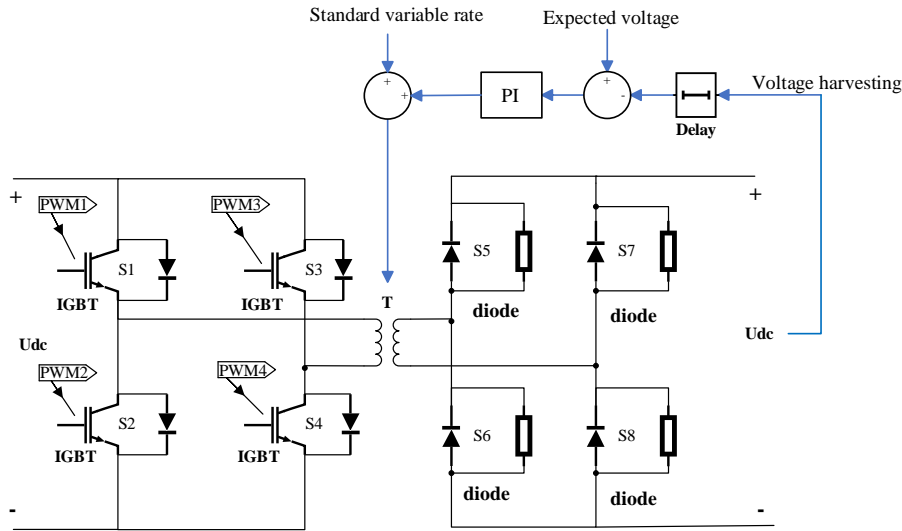 Standard variable rate
Expected voltage
+
+
PI
+
-
Voltage harvesting
Delay
+
PWM1
S1
IGBT
PWM3
S3
IGBT
T
S5
diode
S7
diode
+
Udc
Udc
PWM2
S2
IGBT
PWM4
S4
IGBT
S6
diode
S8
diode
-
-